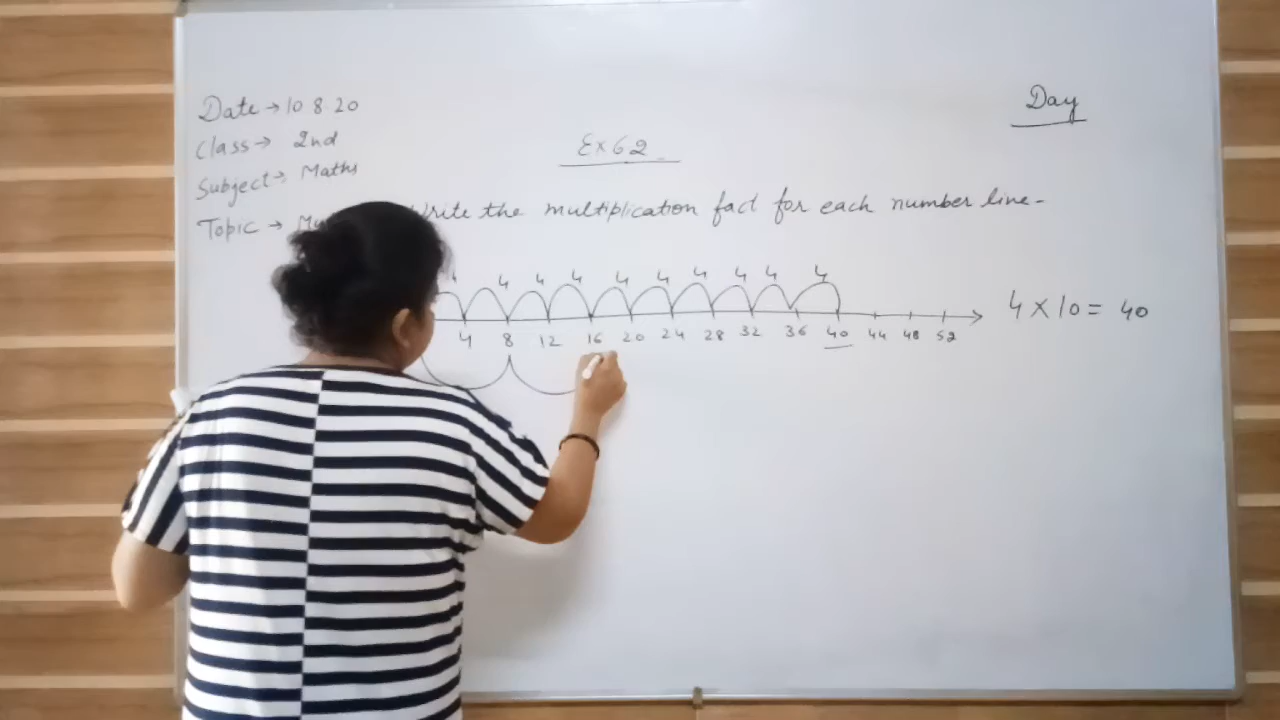 Date → 10 8 20
Day
Class → 2nd
Ex 6 2
Subject → Maths
Topic → write the multiplication fact for each number line-
4 4 4 4 4 4 4 4 4 4
4 8 12 16 20 24 28 32 36 40 44 48 52
4 × 10 = 40